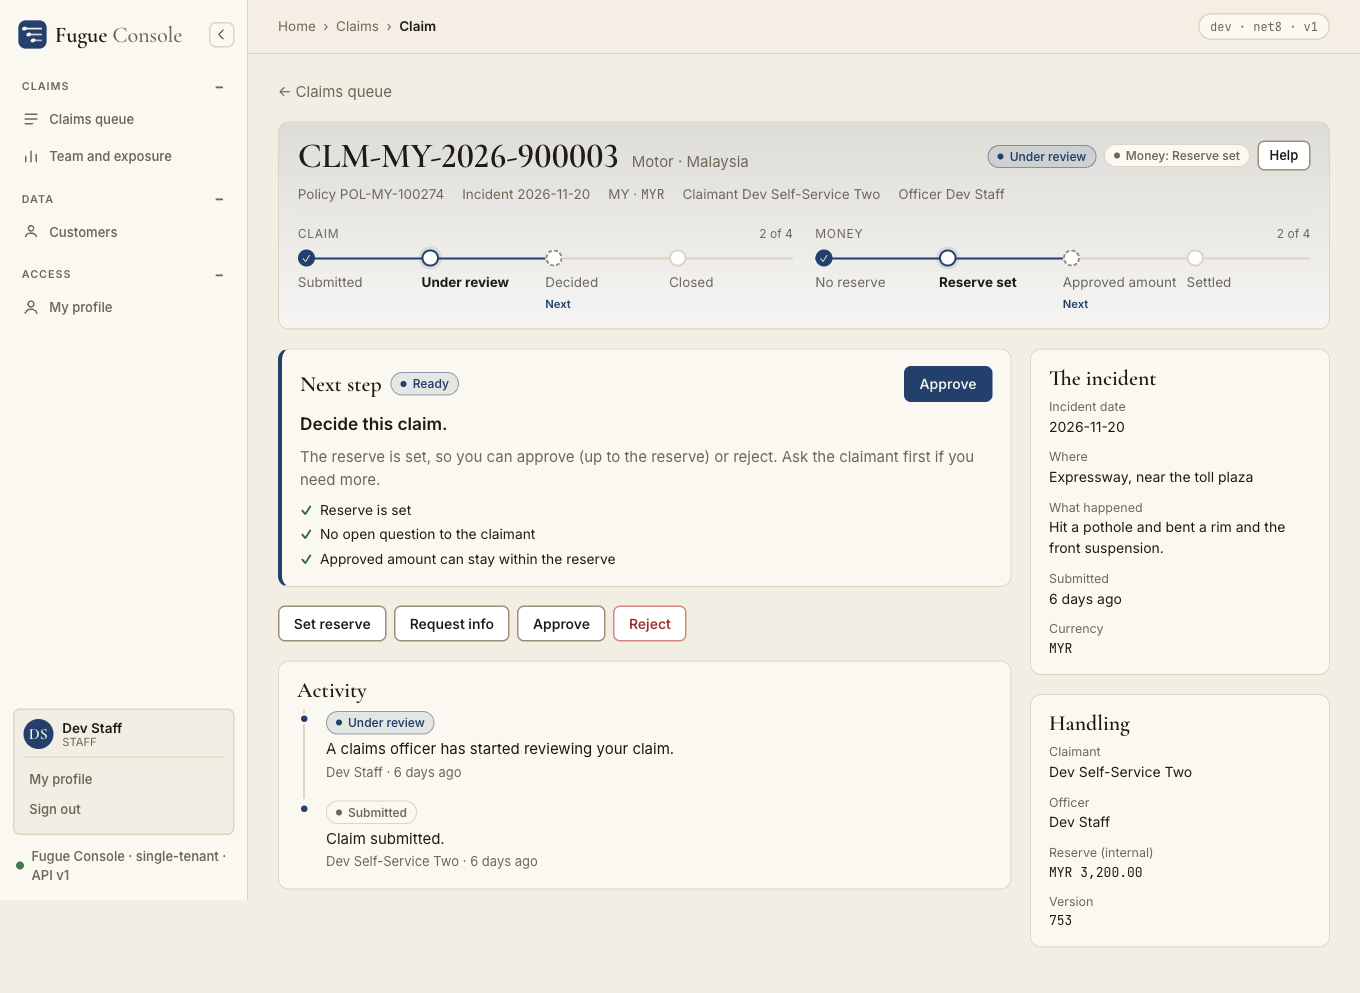 Fugue Console
CLAIMS
Claims queue
Team and exposure
DATA
Customers
ACCESS
My profile
DS
Dev Staff
STAFF
My profile
Sign out
Fugue Console · single-tenant ·
API v1
Home › Claims › Claim
dev · net8 · v1
← Claims queue
CLM-MY-2026-900003 Motor · Malaysia
Under review
Money: Reserve set
Help
Policy POL-MY-100274 Incident 2026-11-20 MY · MYR Claimant Dev Self-Service Two Officer Dev Staff
CLAIM 2 of 4
Submitted Under review Decided Closed
Next
MONEY 2 of 4
No reserve Reserve set Approved amount Settled
Next
Next step Ready
Approve
Decide this claim.
The reserve is set, so you can approve (up to the reserve) or reject. Ask the claimant first if you
need more.
Reserve is set
No open question to the claimant
Approved amount can stay within the reserve
Set reserve Request info Approve Reject
Activity
Under review
A claims officer has started reviewing your claim.
Dev Staff · 6 days ago
Submitted
Claim submitted.
Dev Self-Service Two · 6 days ago
The incident
Incident date
2026-11-20
Where
Expressway, near the toll plaza
What happened
Hit a pothole and bent a rim and the
front suspension.
Submitted
6 days ago
Currency
MYR
Handling
Claimant
Dev Self-Service Two
Officer
Dev Staff
Reserve (internal)
MYR 3,200.00
Version
753